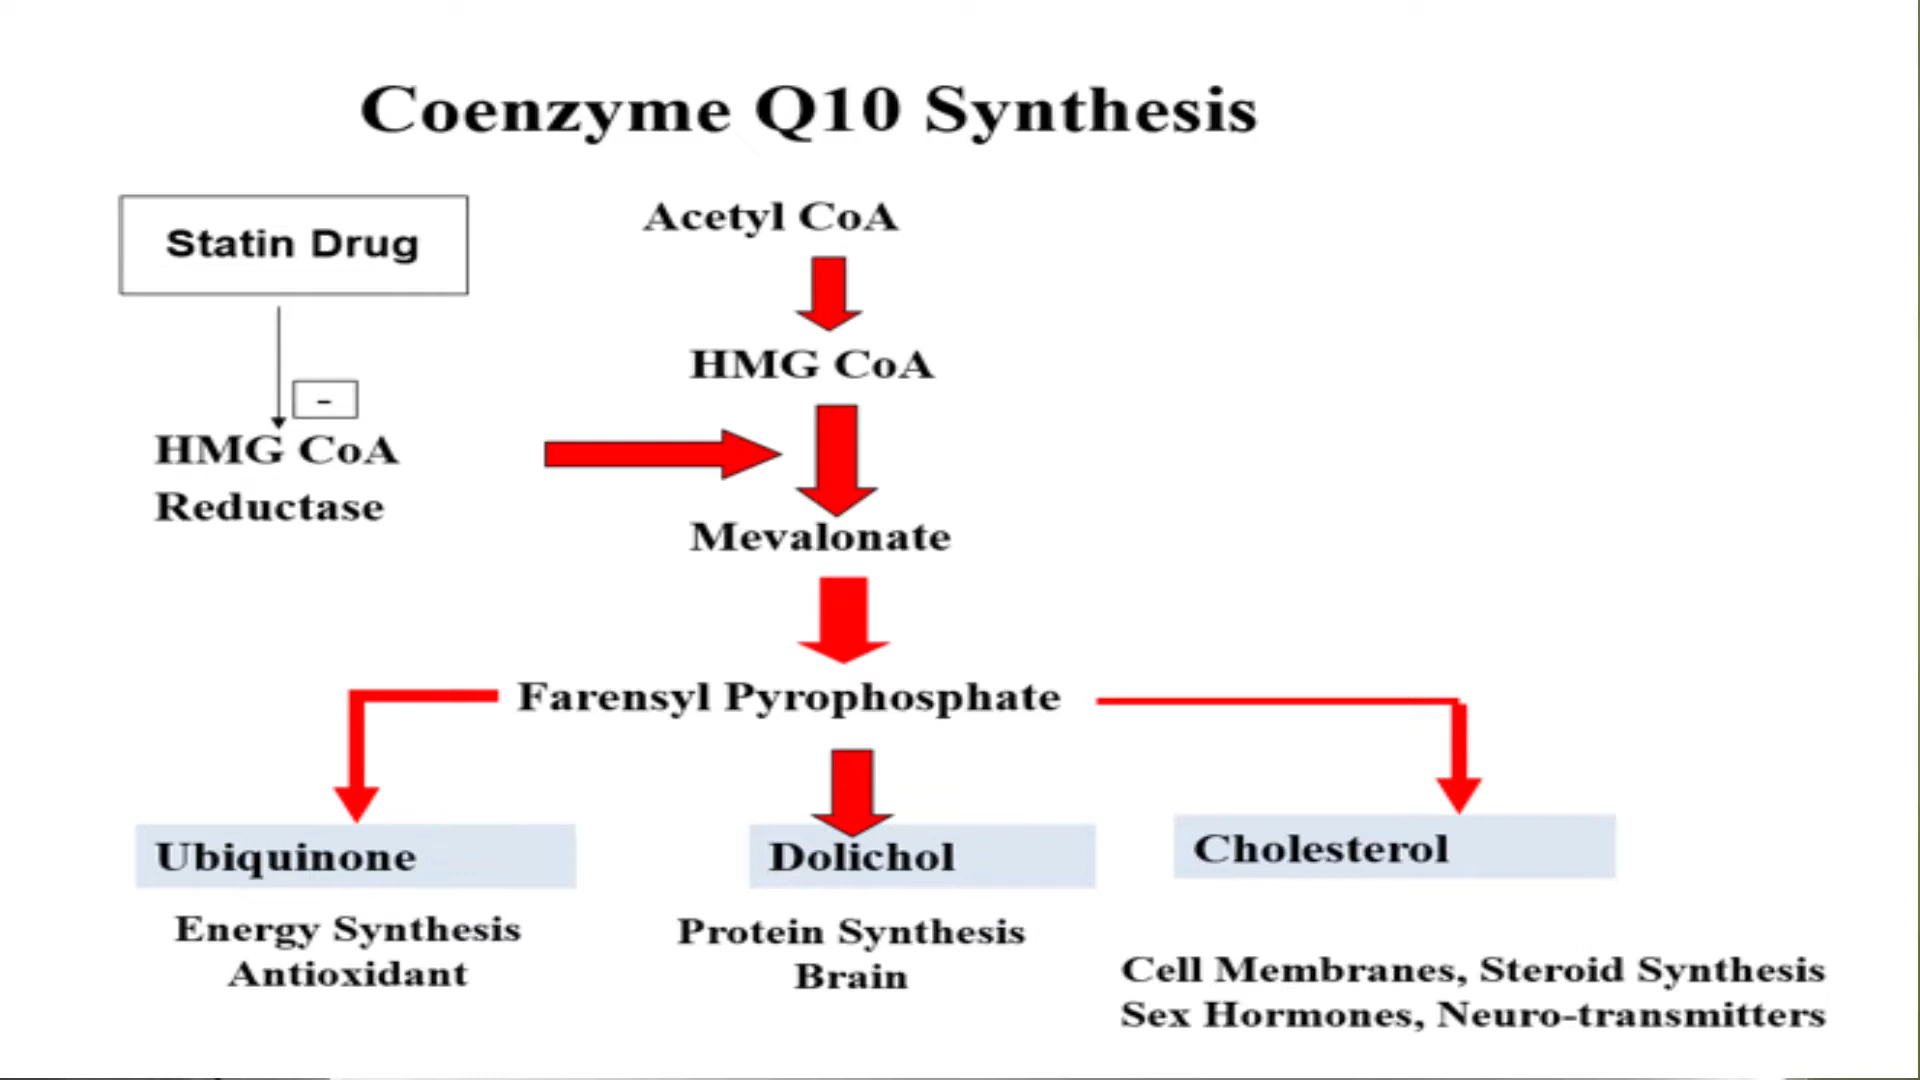 Coenzyme Q10 Synthesis
Statin Drug
Acetyl CoA
HMG CoA
-
HMG CoA
Reductase
Mevalonate
Farensyl Pyrophosphate
Ubiquinone
Dolichol
Cholesterol
Energy Synthesis
Antioxidant
Protein Synthesis
Brain
Cell Membranes, Steroid Synthesis
Sex Hormones, Neuro-transmitters